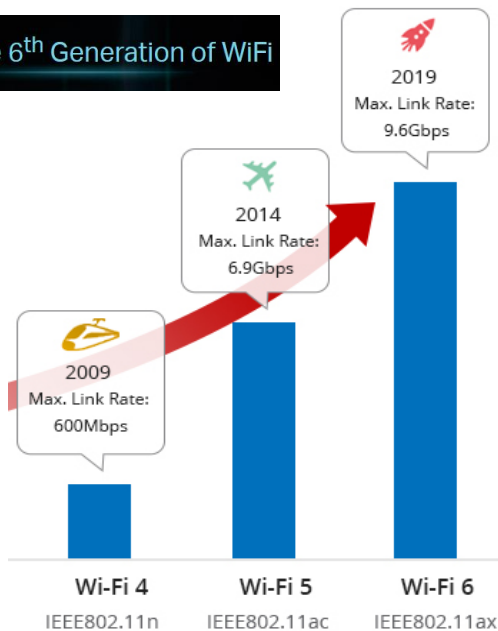 6th Generation of WiFi
2019
Max. Link Rate:
9.6Gbps
2014
Max. Link Rate:
6.9Gbps
2009
Max. Link Rate:
600Mbps
Wi-Fi 4
Wi-Fi 5
Wi-Fi 6
IEEE802.11n
IEEE802.11ac
IEEE802.11ax